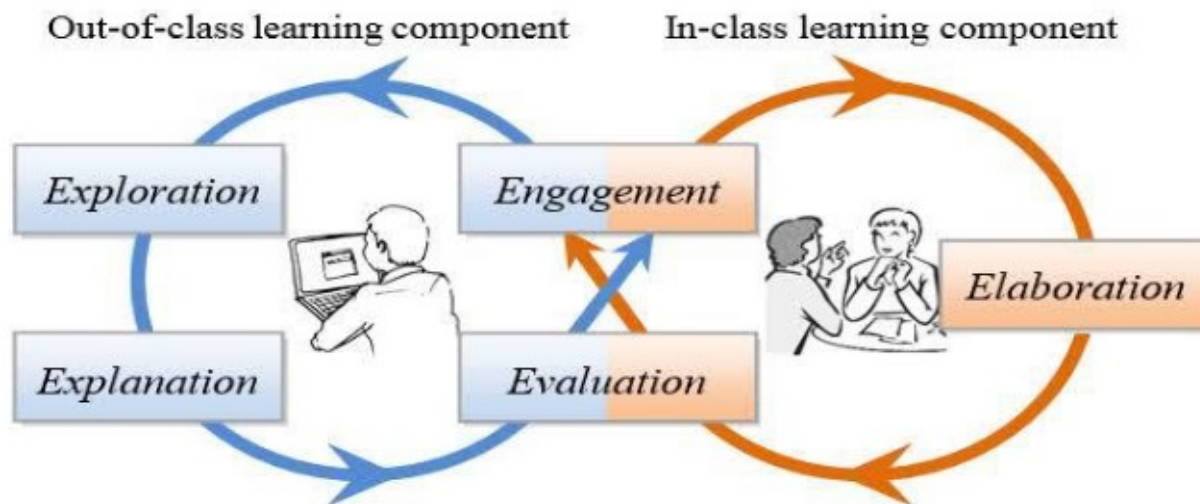 Out-of-class learning component
In-class learning component
Exploration
Engagement
Elaboration
Explanation
Evaluation